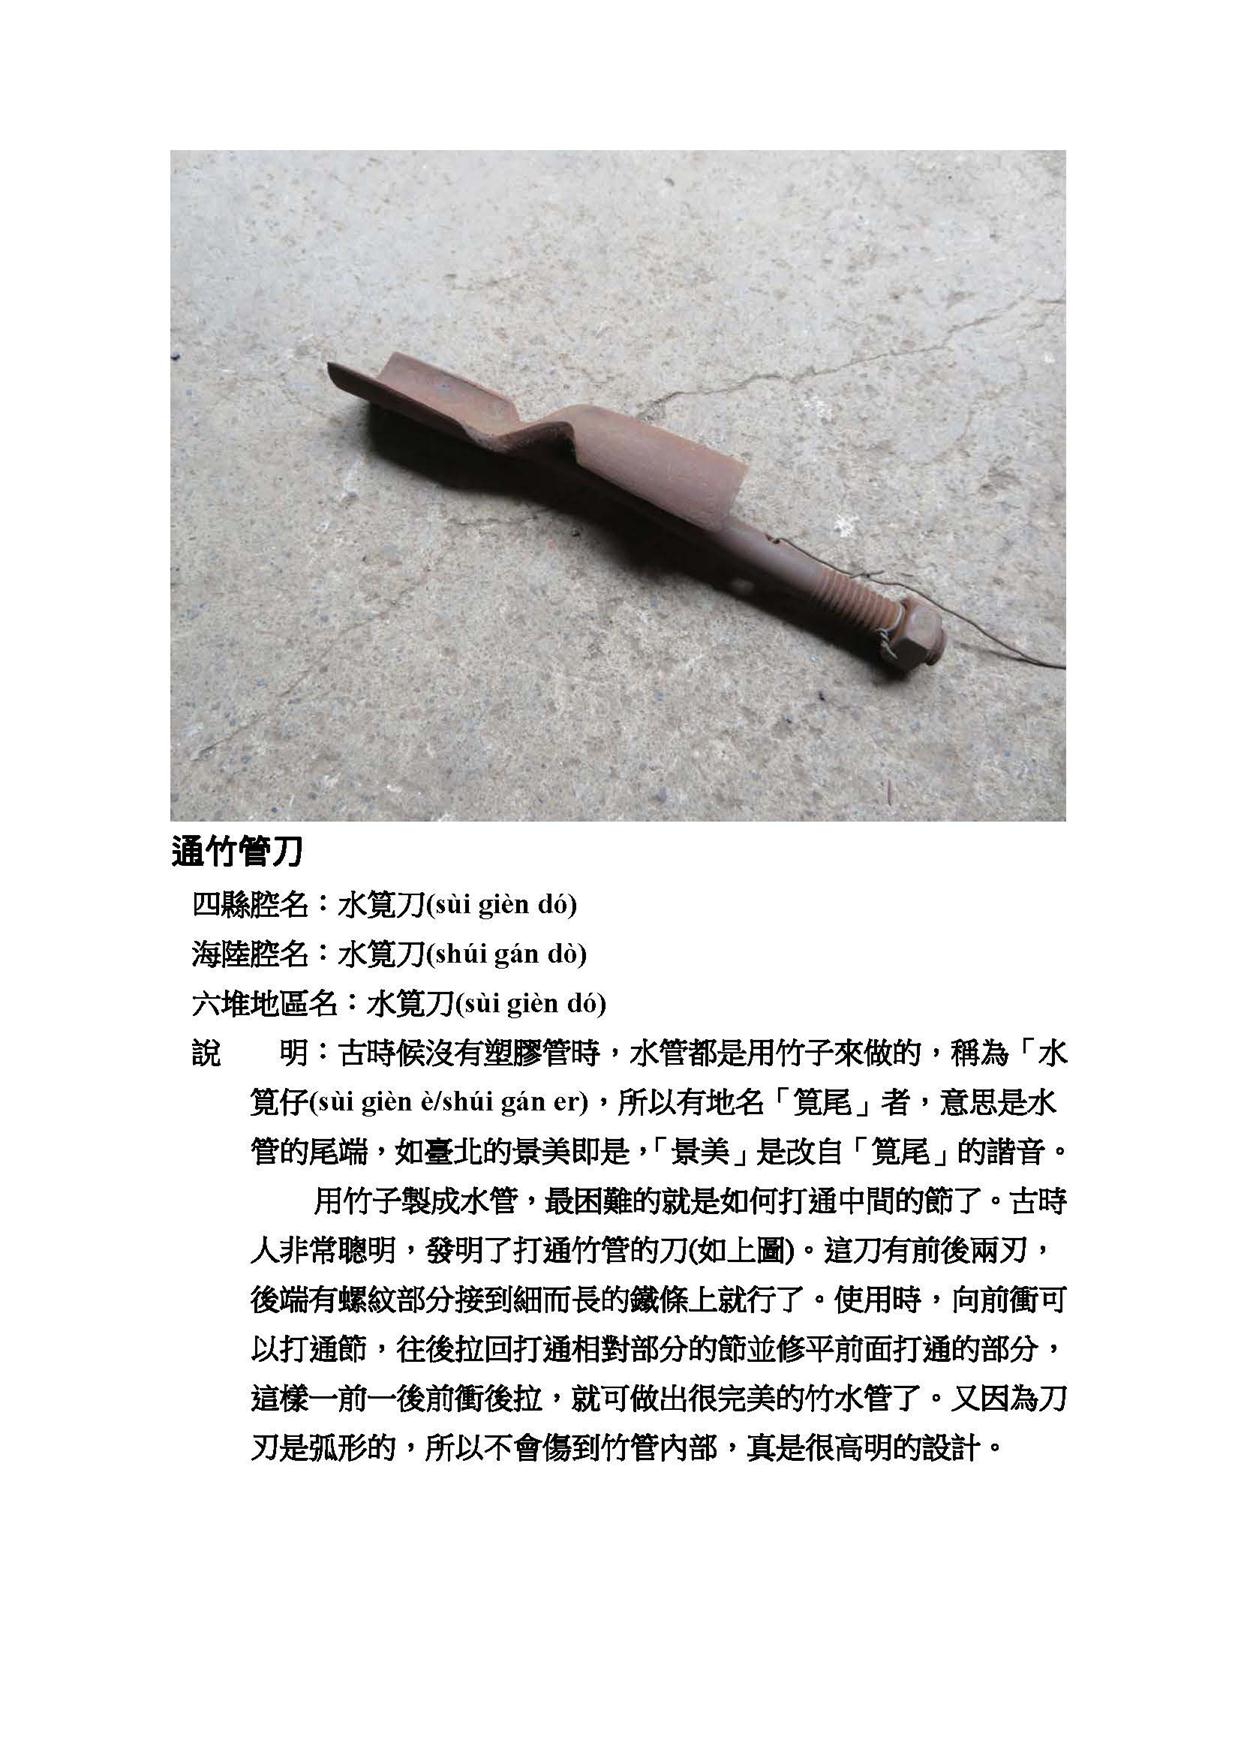 通竹管刀
四縣腔名：水筧刀(sùi gièn dó)
海陸腔名：水筧刀(shúi gán dò)
六堆地區名：水筧刀(sùi gièn dó)
說　　明：古時候沒有塑膠管時，水管都是用竹子來做的，稱為「水
筧仔(sùi gièn è/shúi gán er)，所以有地名「筧尾」者，意思是水
管的尾端，如臺北的景美即是，「景美」是改自「筧尾」的諧音。
用竹子製成水管，最困難的就是如何打通中間的節了。古時
人非常聰明，發明了打通竹管的刀(如上圖)。這刀有前後兩刃，
後端有螺紋部分接到細而長的鐵條上就行了。使用時，向前衝可
以打通節，往後拉回打通相對部分的節並修平前面打通的部分，
這樣一前一後前衝後拉，就可做出很完美的竹水管了。又因為刀
刃是弧形的，所以不會傷到竹管內部，真是很高明的設計。